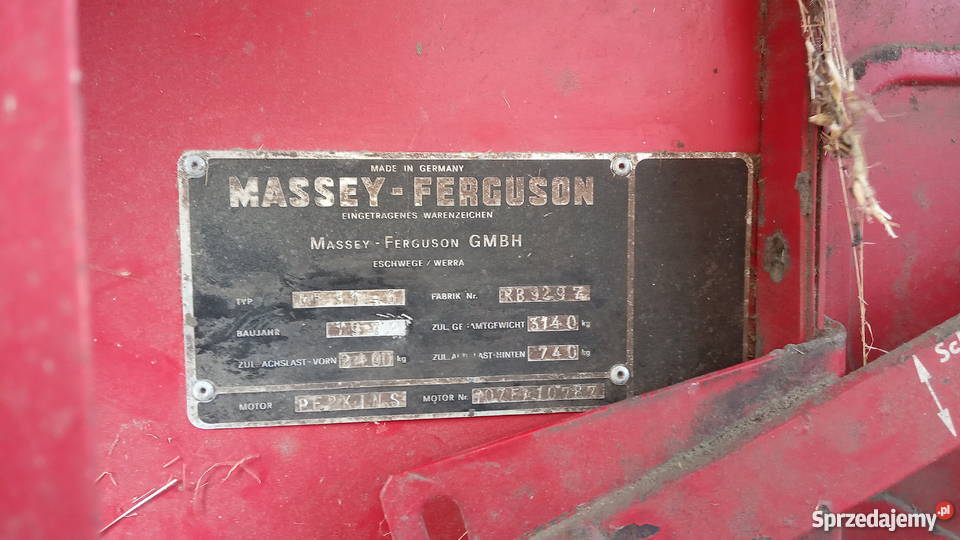 MADE IN GERMANY
MASSEY-FERGUSON
EINGETRAGENES WARENZEICHEN
MASSEY-FERGUSON GMBH
ESCHWEGE/WERRA
TYP FABRIK Nr.
BAUJAHR ZUL. GESAMTGEWICHT 3140 kg
ZUL. ACHSLAST-VORN 2400 kg ZUL. ACHSLAST-HINTEN 740 kg
MOTOR PERKINS MOTOR Nr.
Sch
Sprzedajemy.pl